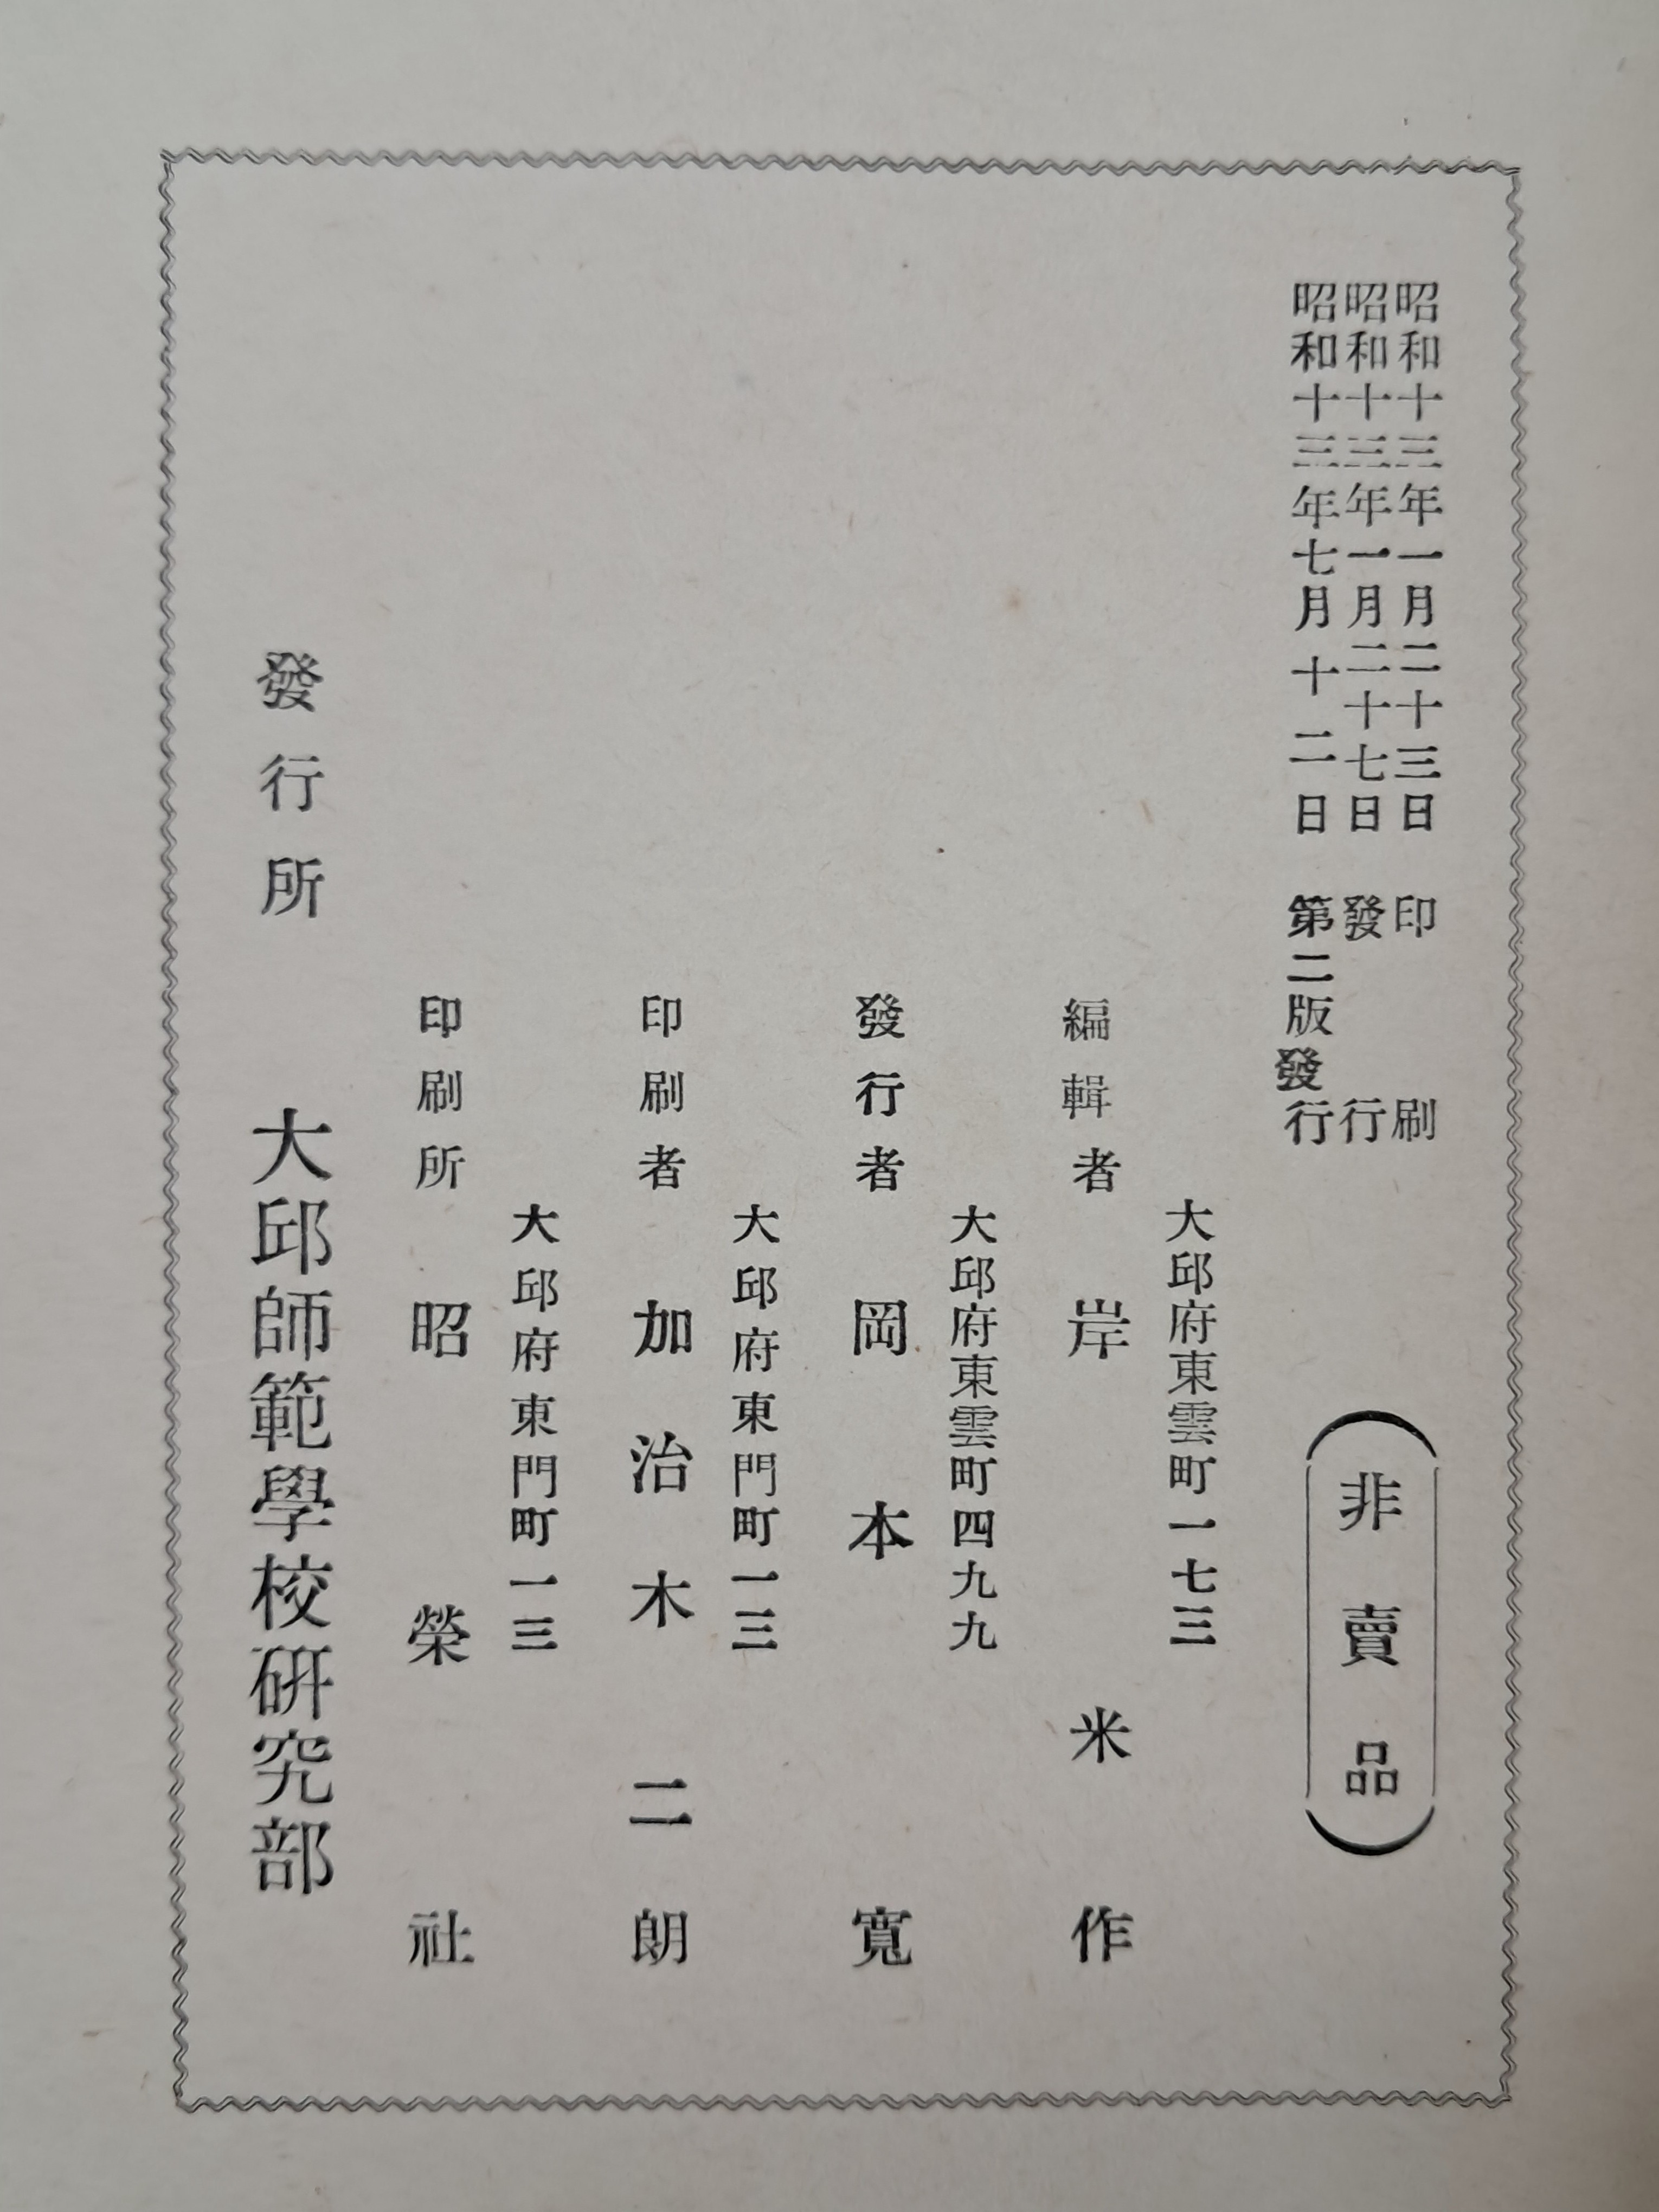 昭和十三年一月二十三日 印刷
昭和十三年一月二十七日 發行
昭和十三年七月十二日 第二版發行
非賣品
大邱府東雲町一七三
編輯者 岸米作
大邱府東雲町四九九
發行者 岡本寬
大邱府東門町一三
印刷者 加治木二朗
大邱府東門町一三
印刷所 昭榮社
發行所 大邱師範學校硏究部